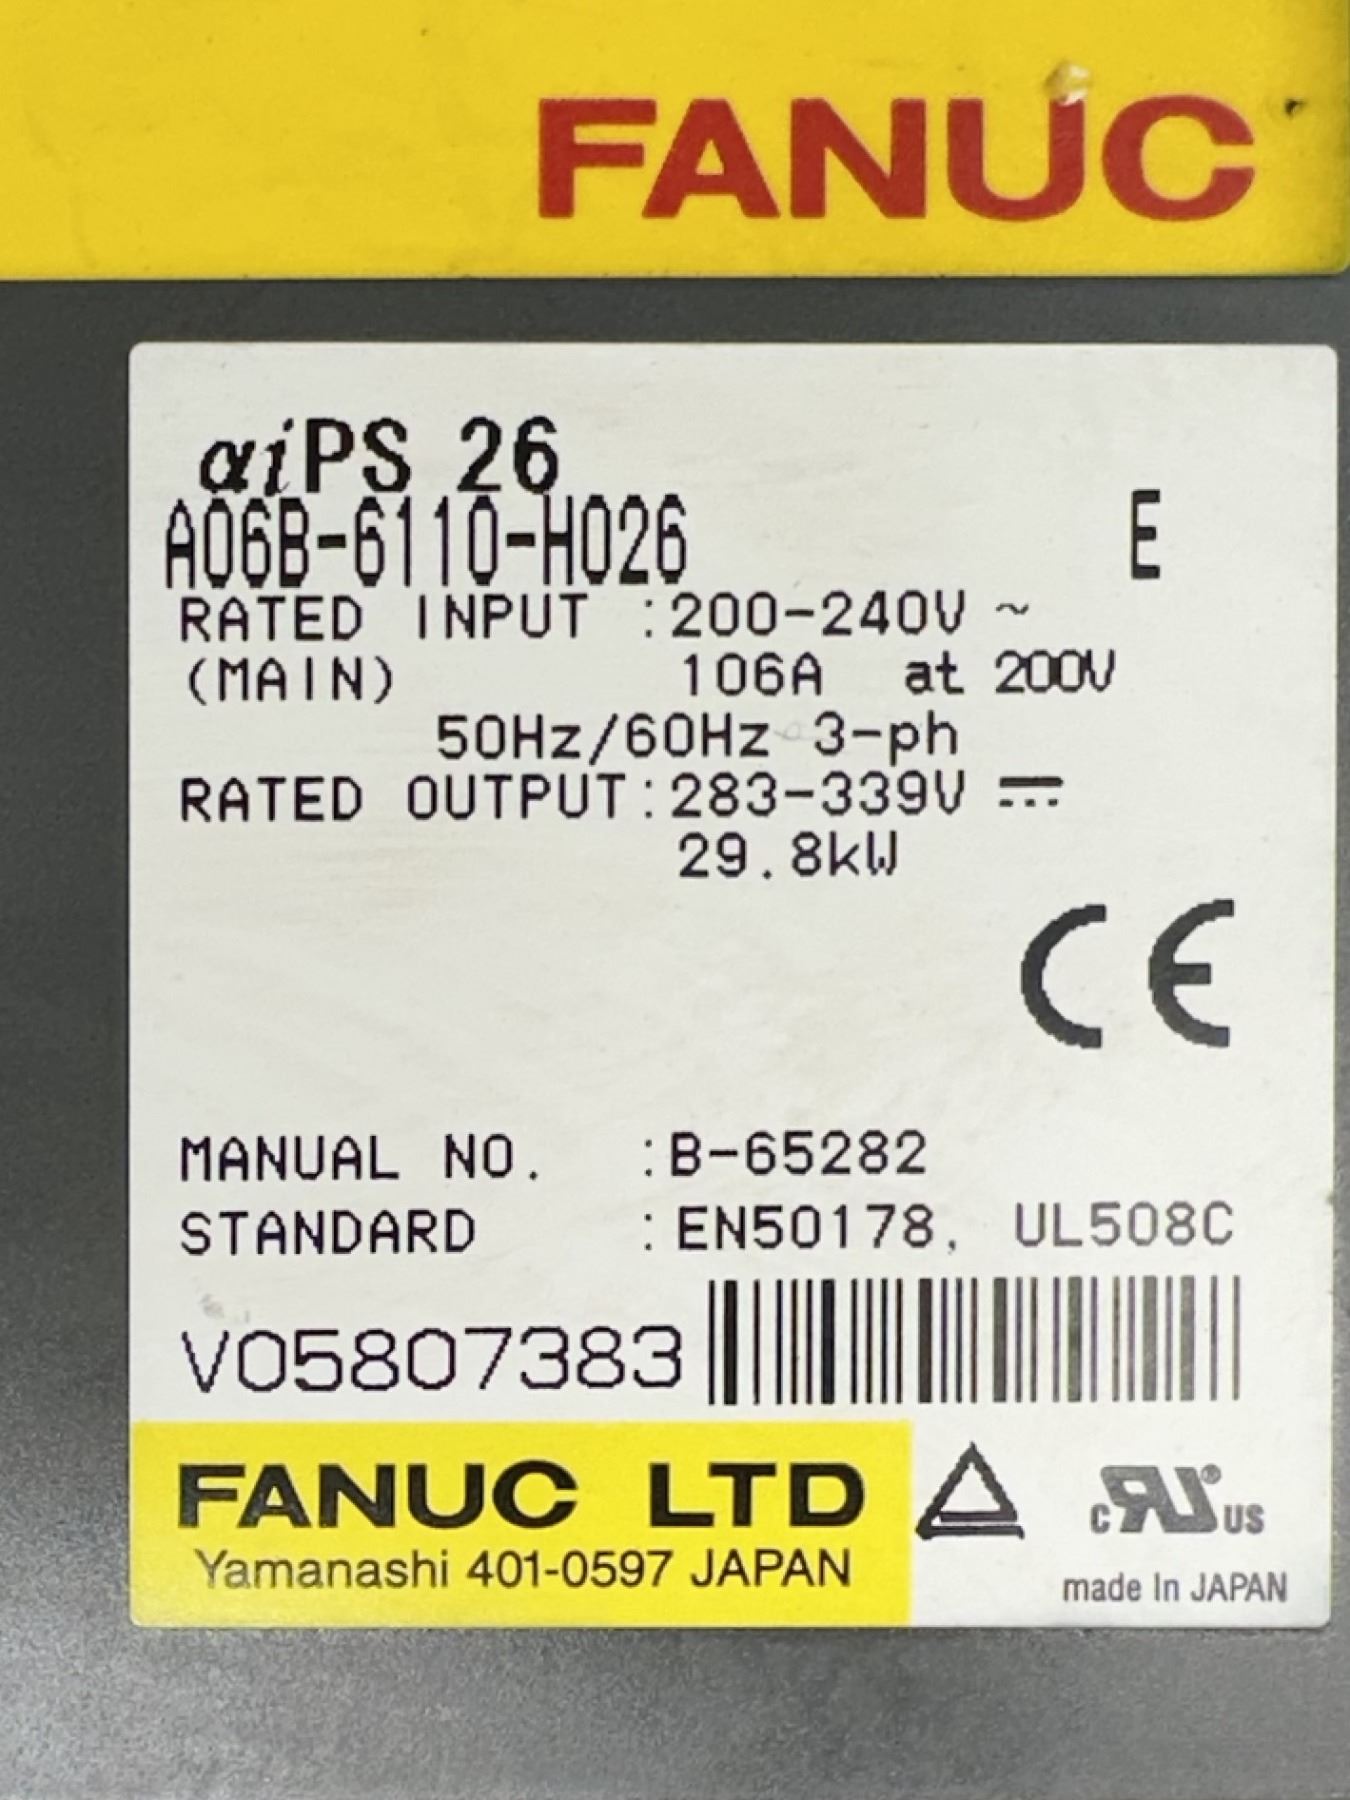 FANUC
αiPS 26
A06B-6110-H026 E
RATED INPUT :200-240V ~
(MAIN) 106A at 200V
50Hz/60Hz 3-ph
RATED OUTPUT:283-339V ⎓
29.8kW
CE
MANUAL NO. :B-65282
STANDARD :EN50178, UL508C
V05807383
FANUC LTD
Yamanashi 401-0597 JAPAN
c RU ® US
made In JAPAN